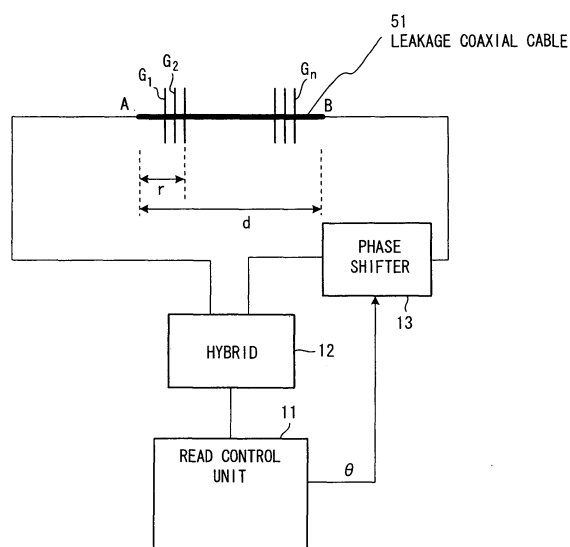 51
LEAKAGE COAXIAL CABLE
G1
G2
Gn
A
B
r
d
PHASE
SHIFTER
13
HYBRID
12
11
READ CONTROL
UNIT
θ